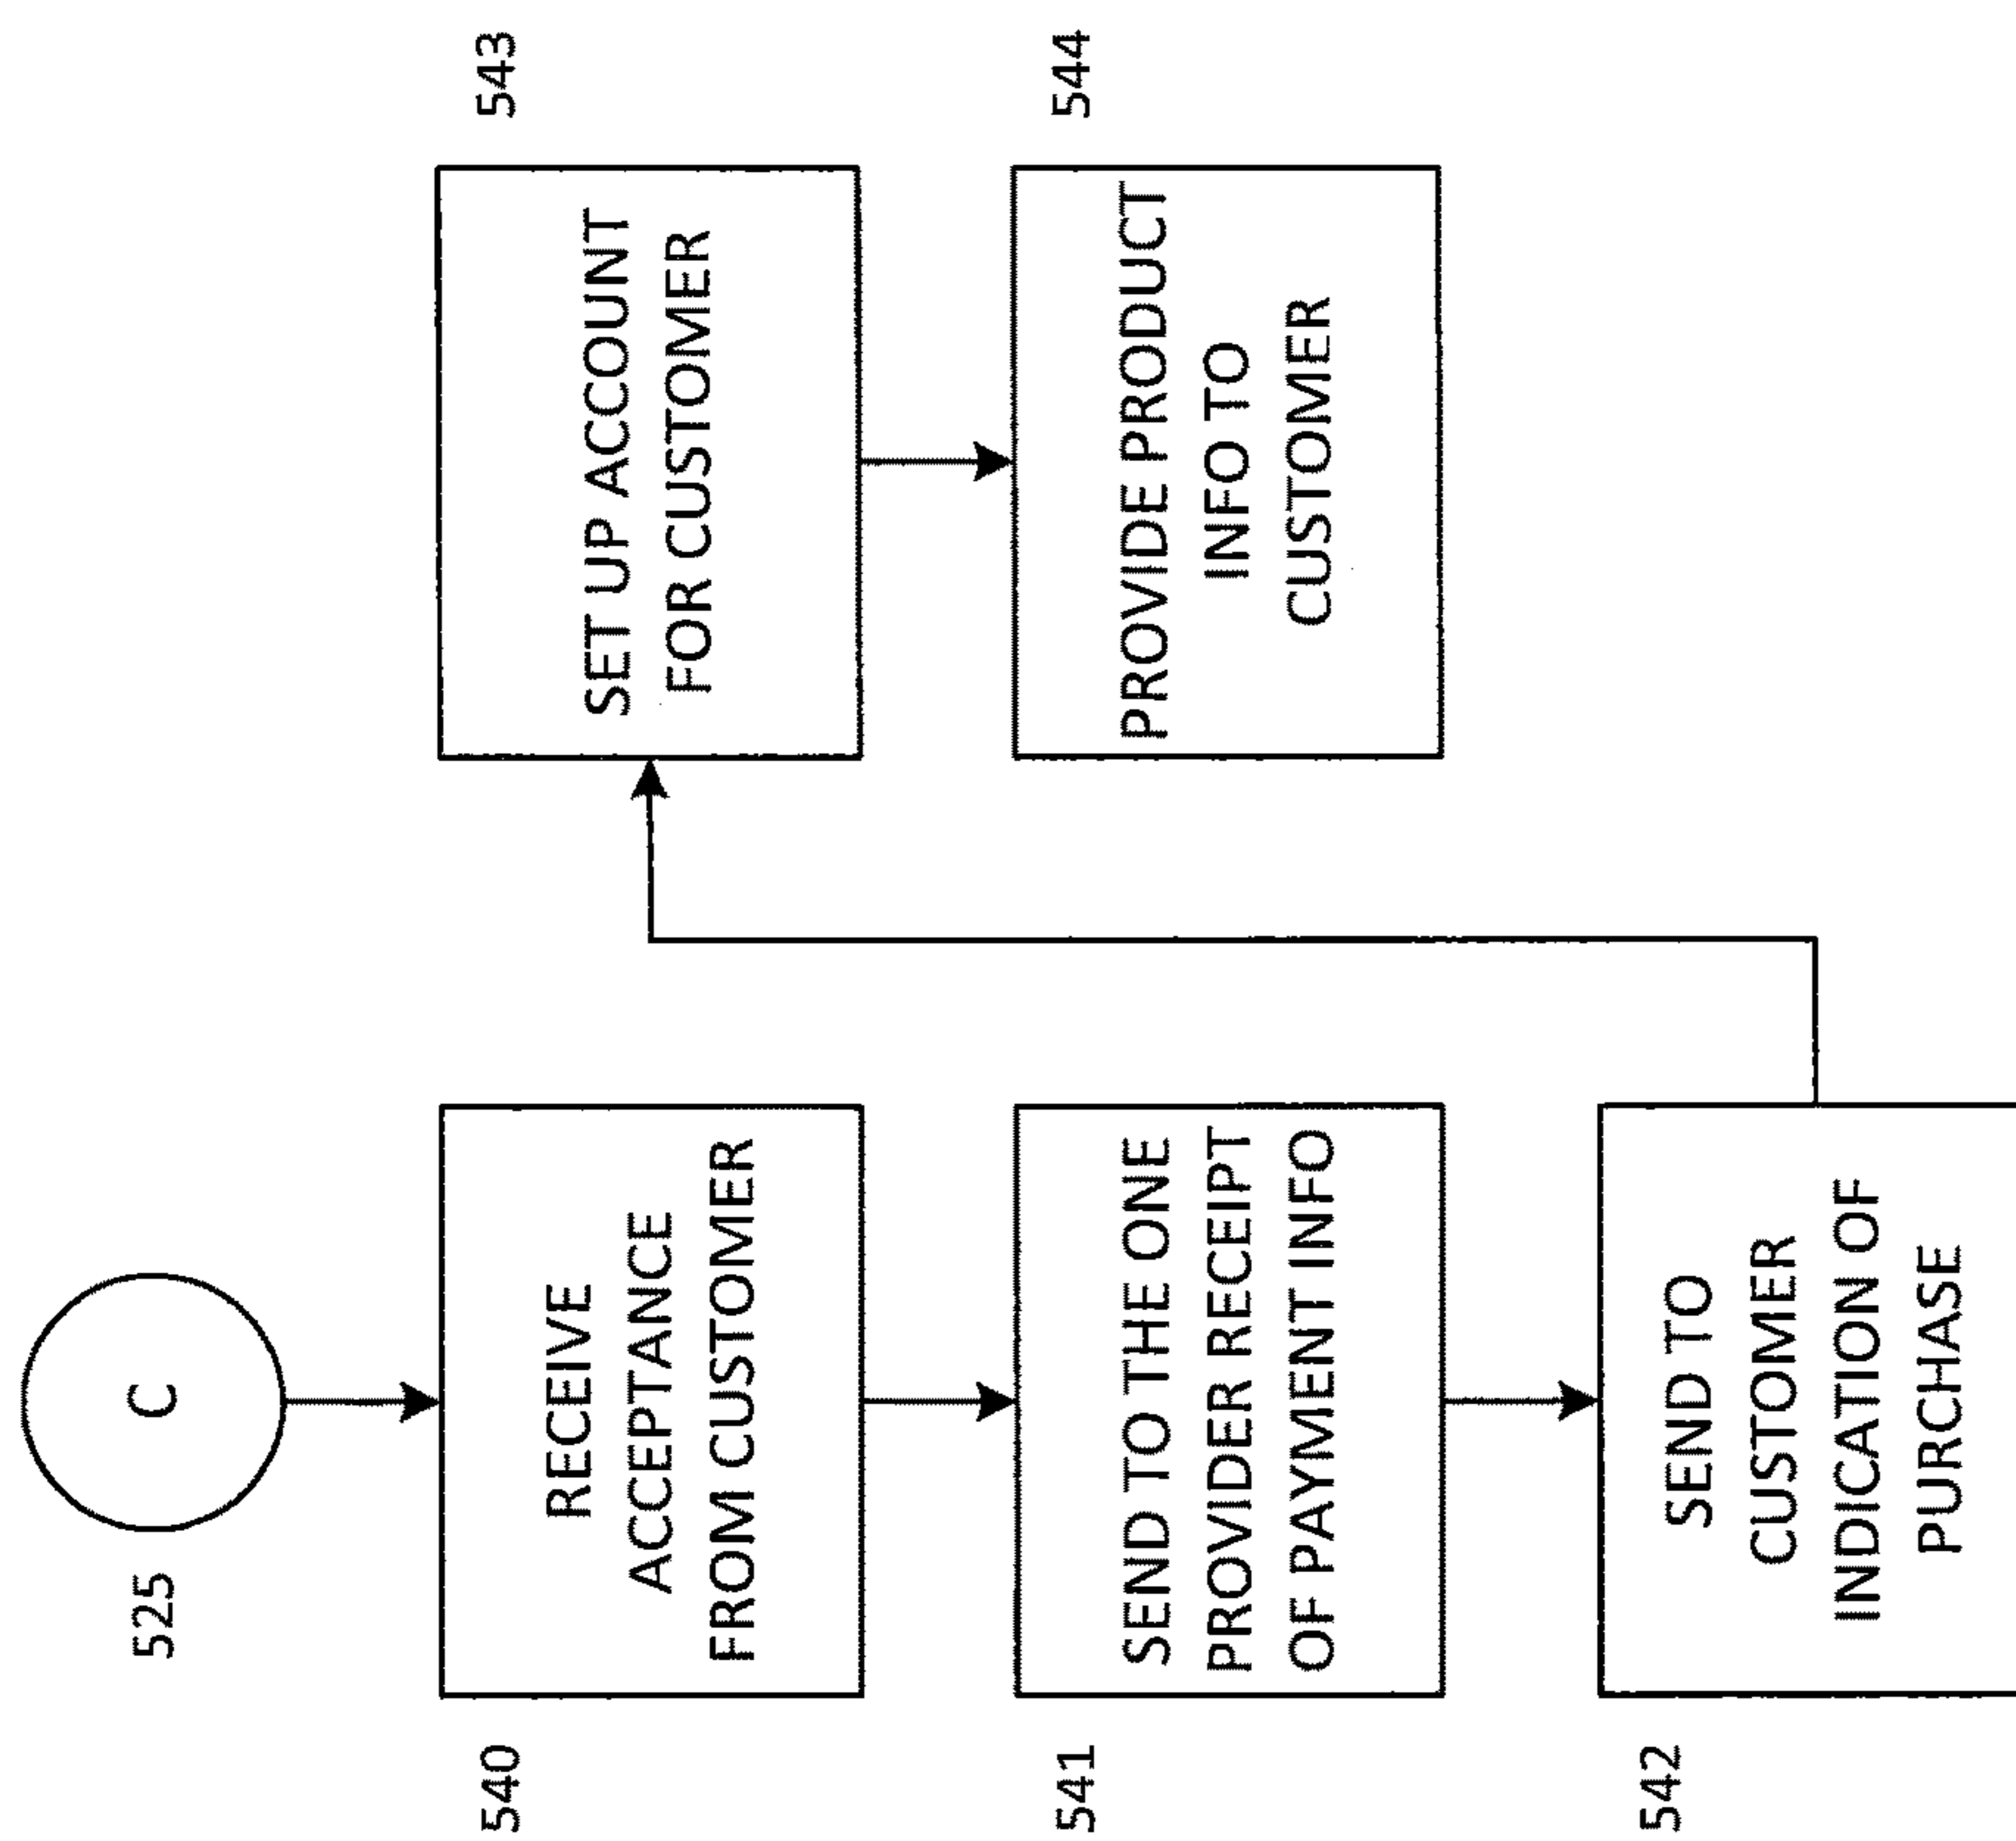 525
C
540
RECEIVE
ACCEPTANCE
FROM CUSTOMER
541
SEND TO THE ONE
PROVIDER RECEIPT
OF PAYMENT INFO
542
SEND TO
CUSTOMER
INDICATION OF
PURCHASE
543
SET UP ACCOUNT
FOR CUSTOMER
544
PROVIDE PRODUCT
INFO TO
CUSTOMER